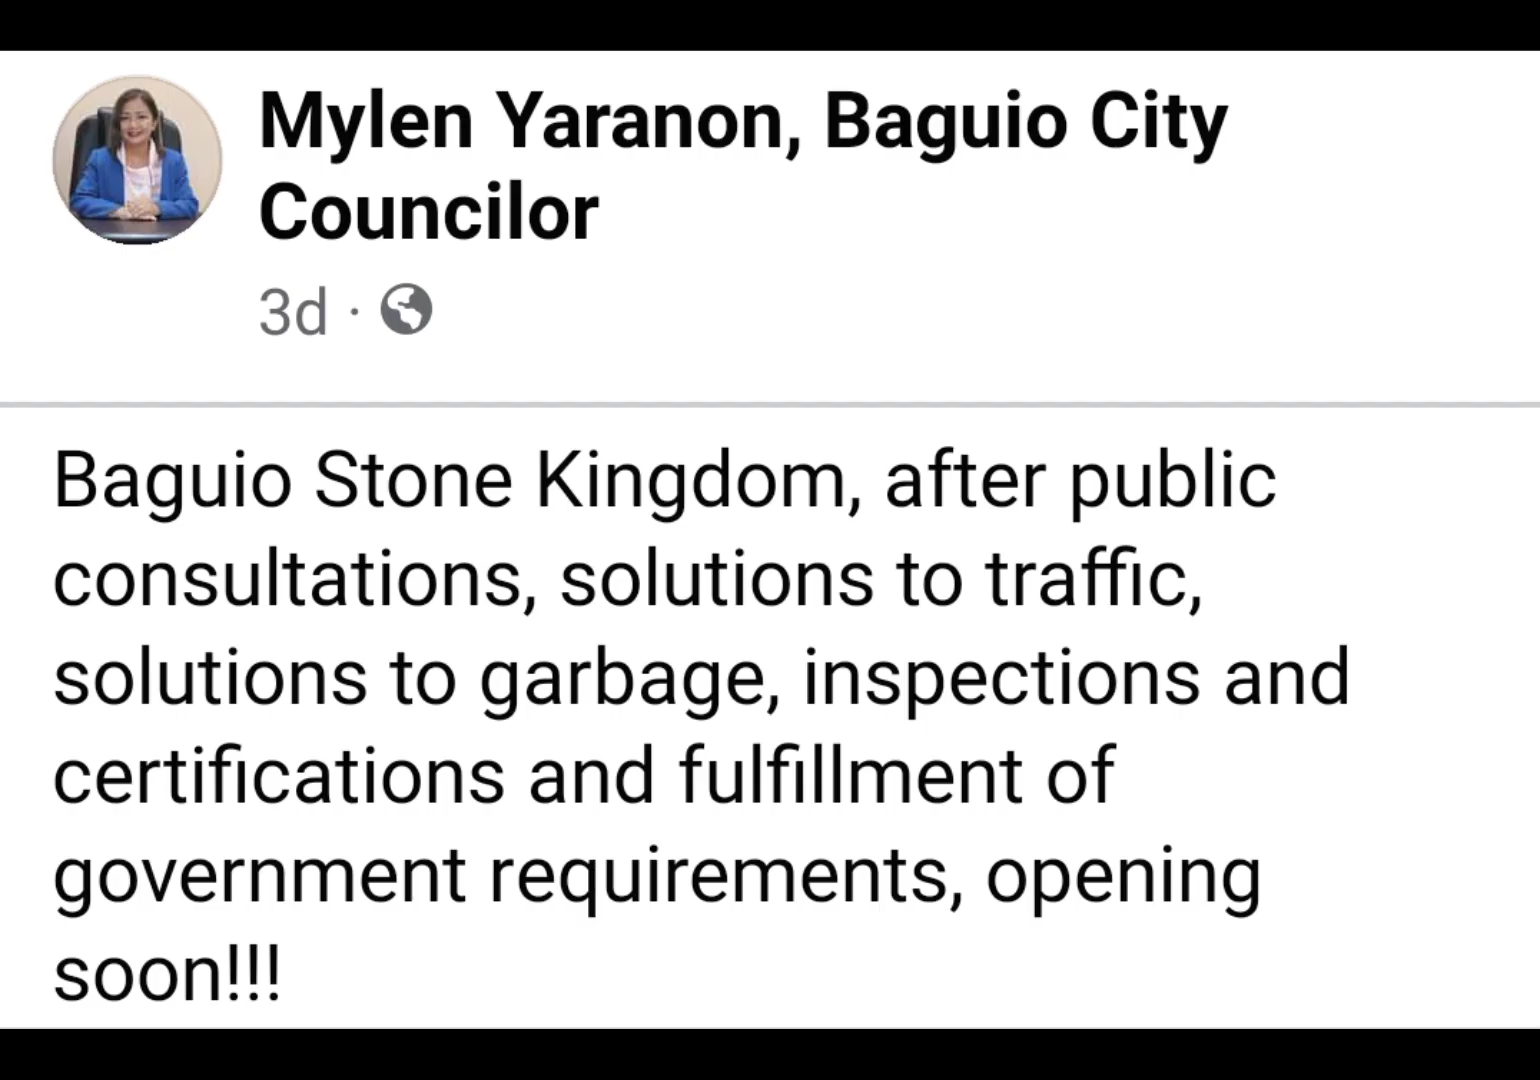 Mylen Yaranon, Baguio City
Councilor
3d ·
Baguio Stone Kingdom, after public
consultations, solutions to traffic,
solutions to garbage, inspections and
certifications and fulfillment of
government requirements, opening
soon!!!